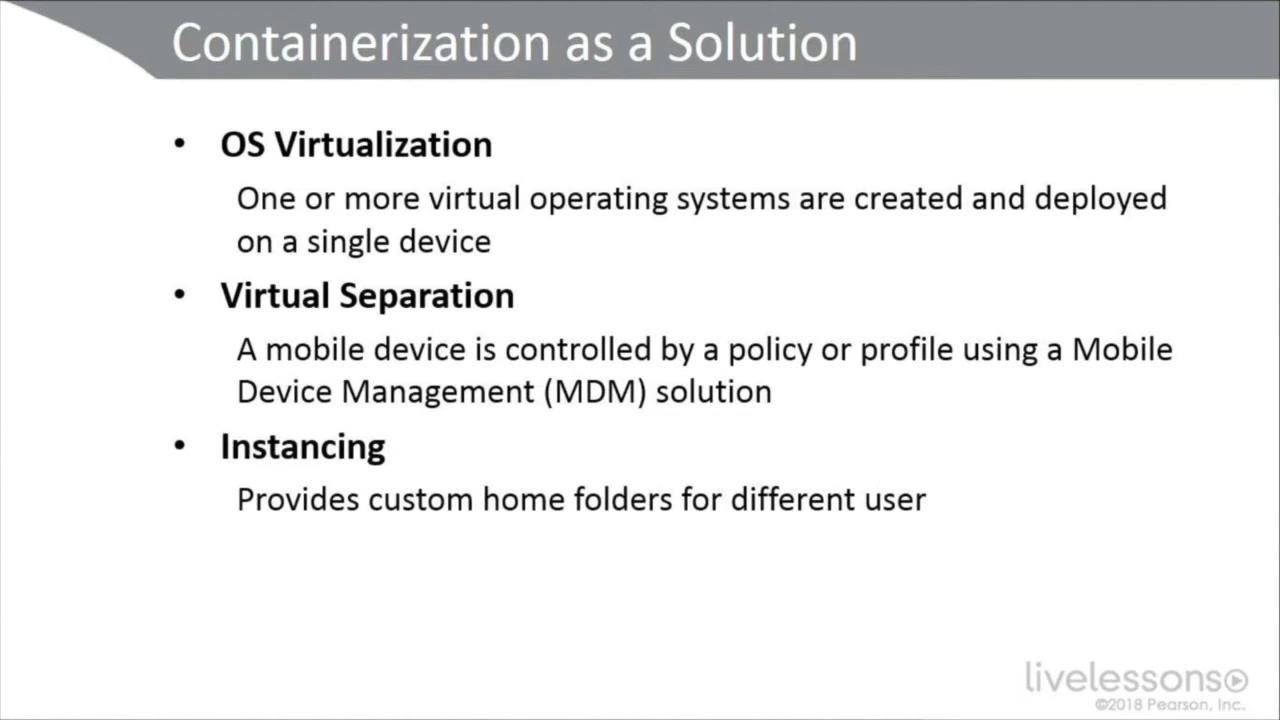 Containerization as a Solution
• OS Virtualization
One or more virtual operating systems are created and deployed
on a single device
• Virtual Separation
A mobile device is controlled by a policy or profile using a Mobile
Device Management (MDM) solution
• Instancing
Provides custom home folders for different user
livelessons
©2018 Pearson, Inc.